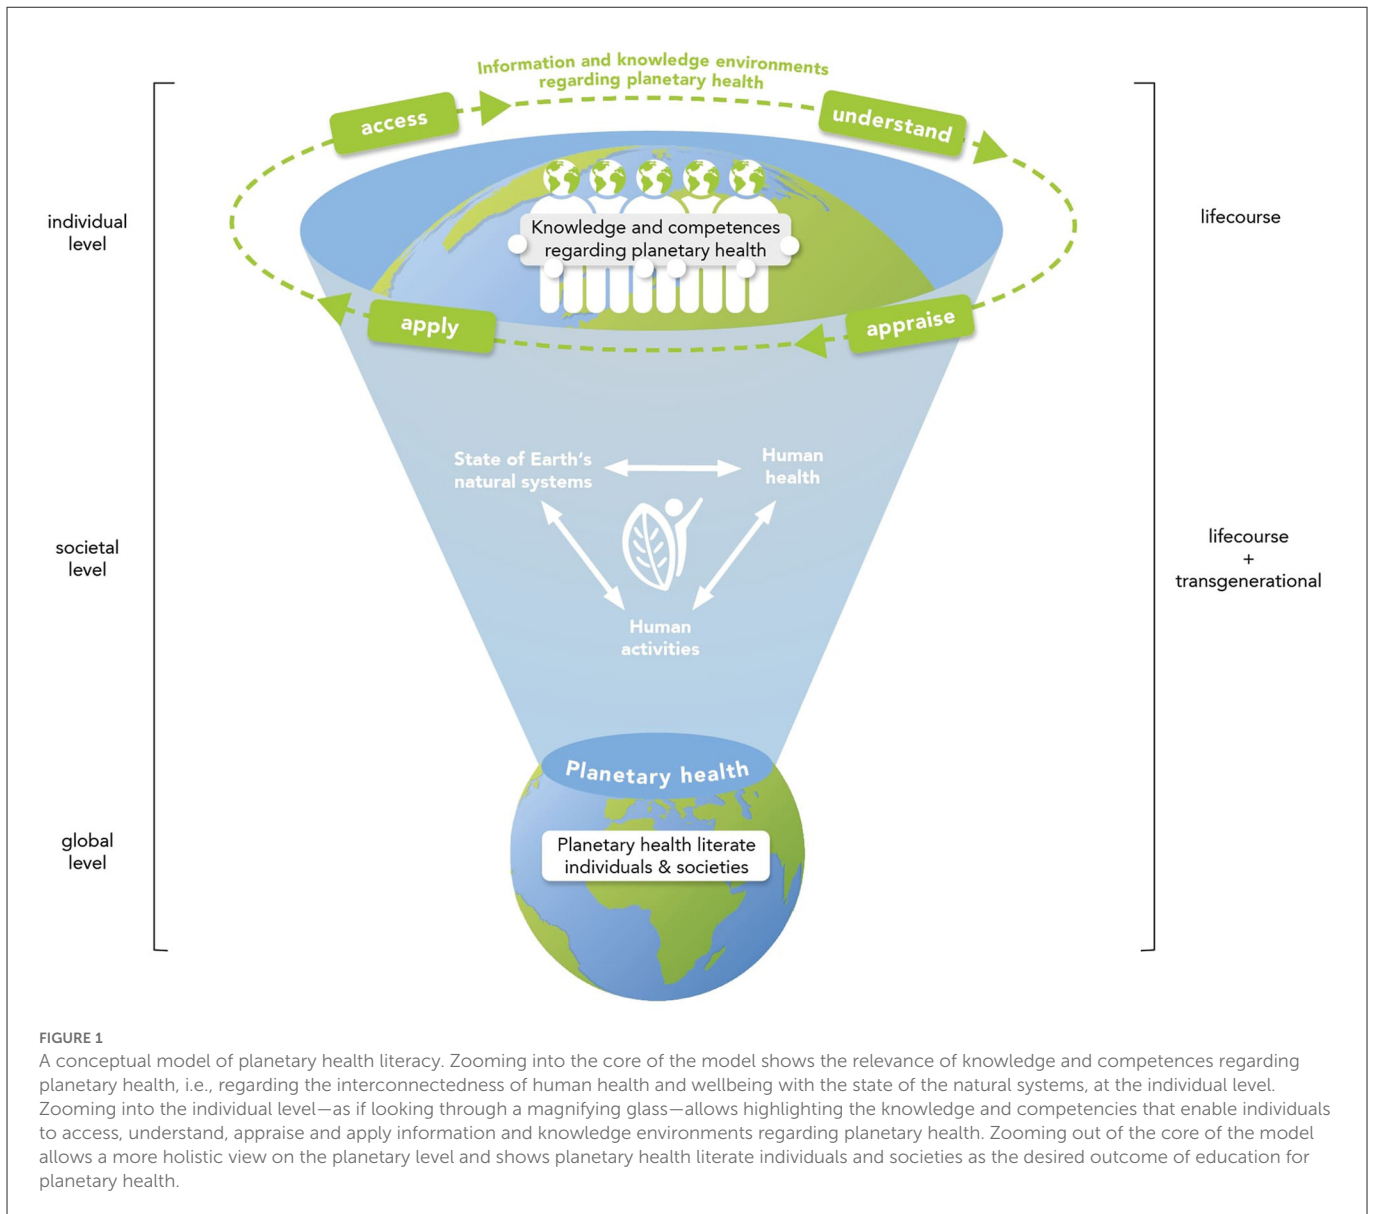 Information and knowledge environments
regarding planetary health
access
understand
individual
level
Knowledge and competences
regarding planetary health
lifecourse
apply
appraise
State of Earth's
natural systems
Human
health
societal
level
lifecourse
+
transgenerational
Human
activities
Planetary health
global
level
Planetary health literate
individuals & societies
FIGURE 1
A conceptual model of planetary health literacy. Zooming into the core of the model shows the relevance of knowledge and competences regarding
planetary health, i.e., regarding the interconnectedness of human health and wellbeing with the state of the natural systems, at the individual level.
Zooming into the individual level—as if looking through a magnifying glass—allows highlighting the knowledge and competencies that enable individuals
to access, understand, appraise and apply information and knowledge environments regarding planetary health. Zooming out of the core of the model
allows a more holistic view on the planetary level and shows planetary health literate individuals and societies as the desired outcome of education for
planetary health.